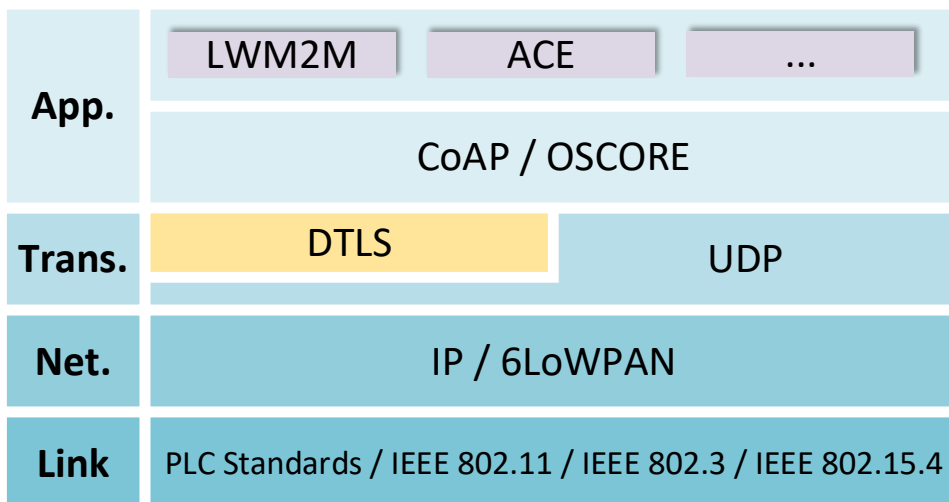 App.
LWM2M
ACE
...
CoAP / OSCORE
Trans.
DTLS
UDP
Net.
IP / 6LoWPAN
Link
PLC Standards / IEEE 802.11 / IEEE 802.3 / IEEE 802.15.4